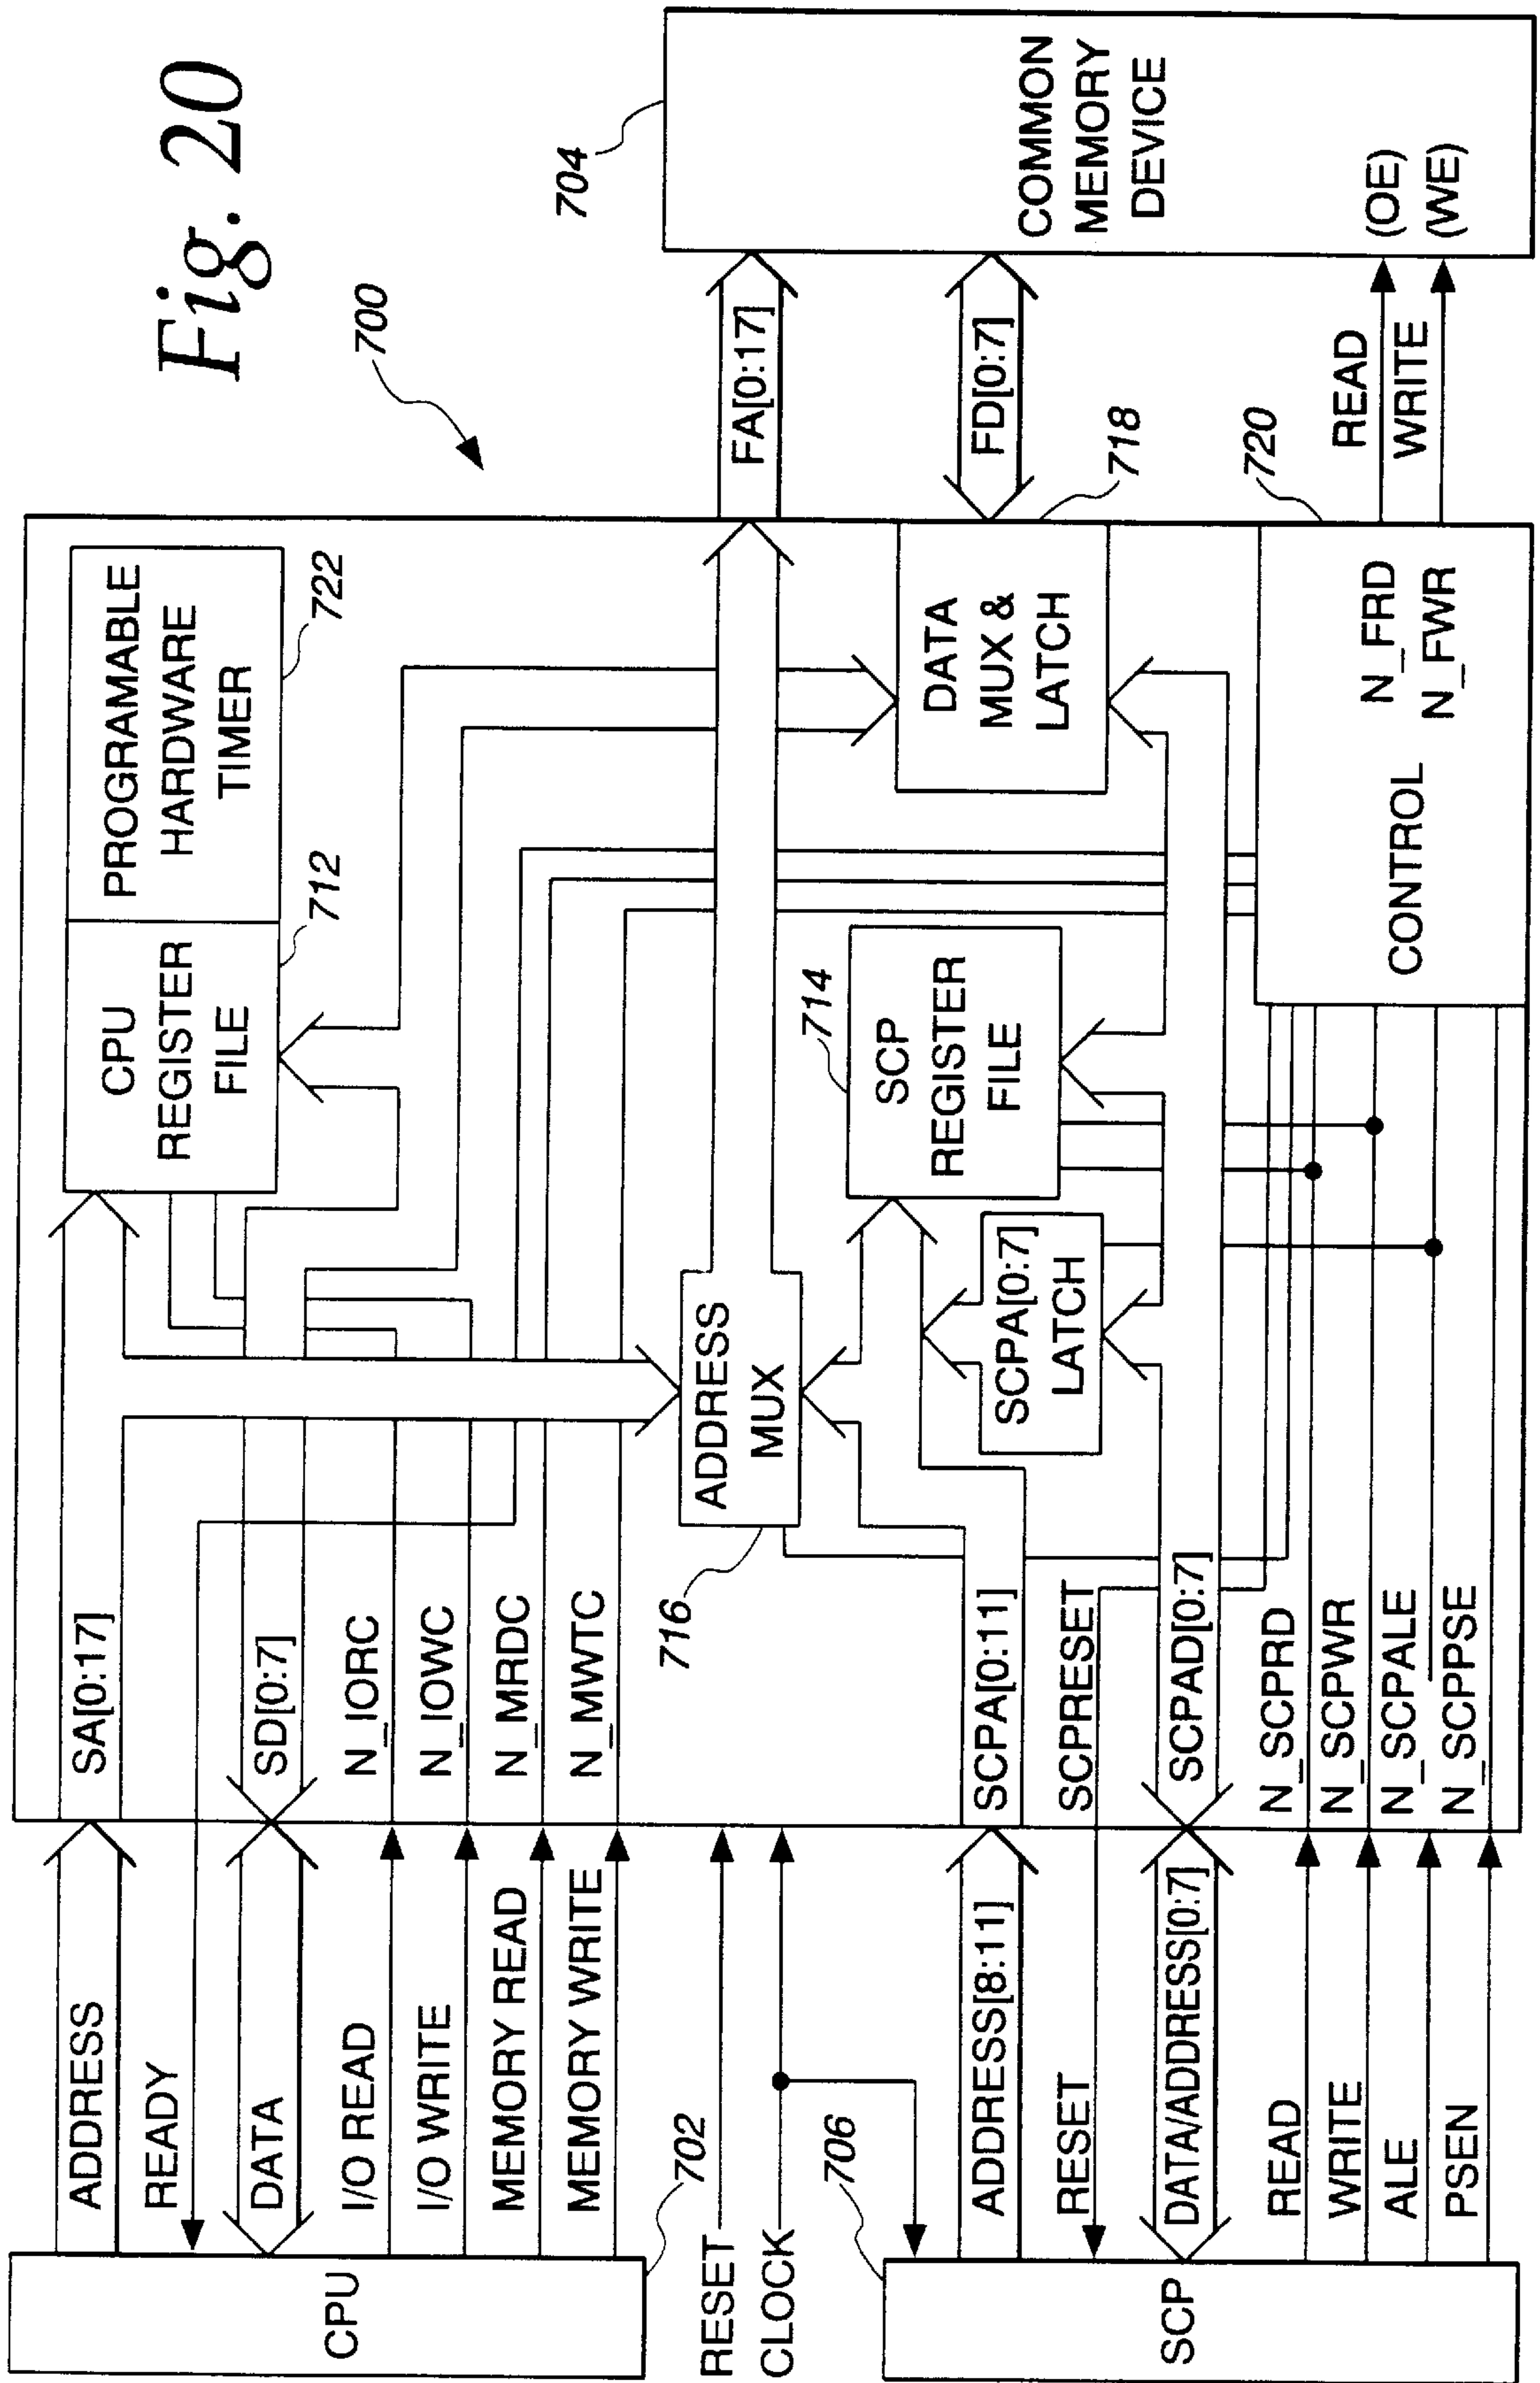 Fig. 20
700
704
CPU
702
ADDRESS
READY
DATA
I/O READ
I/O WRITE
MEMORY READ
MEMORY WRITE
RESET
CLOCK
706
SCP
ADDRESS[8:11]
RESET
DATA/ADDRESS[0:7]
READ
WRITE
ALE
PSEN
SA[0:17]
SD[0:7]
N_IORC
N_IOWC
N_MRDC
N_MWTC
SCPA[0:11]
SCPRESET
SCPAD[0:7]
N_SCPRD
N_SCPWR
N_SCPALE
N_SCPPSE
CPU
REGISTER
FILE
712
PROGRAMABLE
HARDWARE
TIMER
722
ADDRESS
MUX
716
SCPA[0:7]
LATCH
SCP
REGISTER
FILE
714
DATA
MUX &
LATCH
718
CONTROL
N_FRD
N_FWR
720
FA[0:17]
FD[0:7]
READ
WRITE
COMMON
MEMORY
DEVICE
(OE)
(WE)